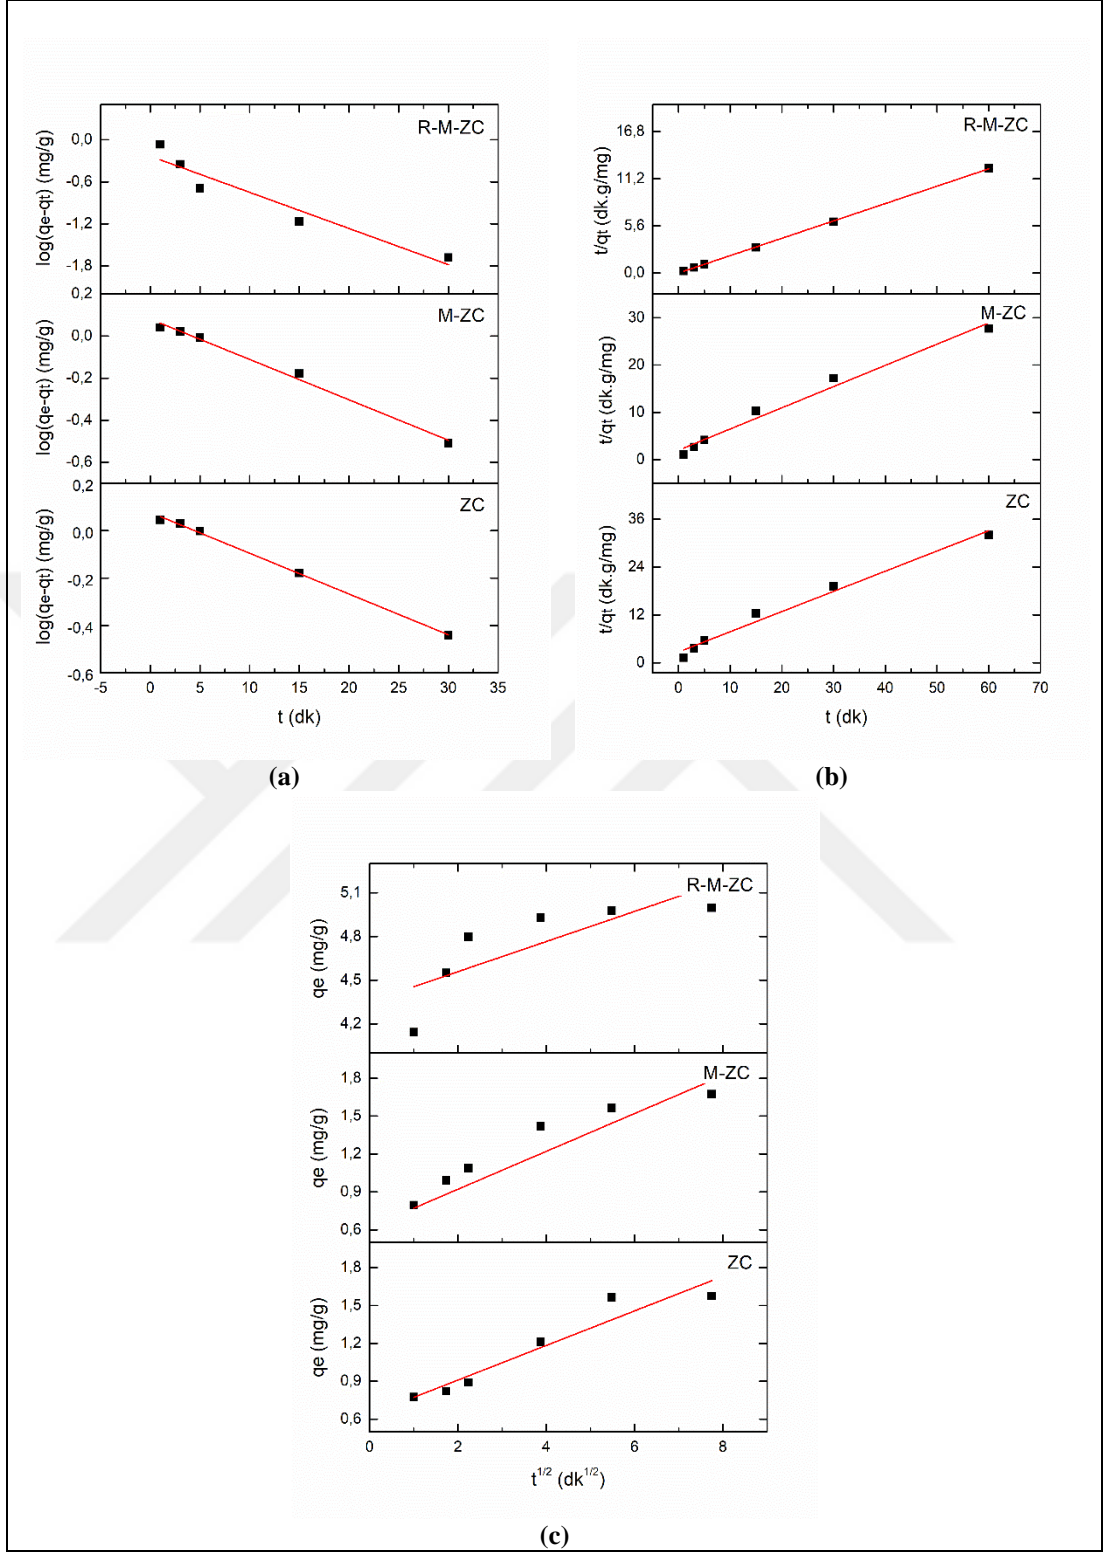 R-M-ZC
log(qe-qt) (mg/g)
0,0
-0,6
-1,2
-1,8
M-ZC
log(qe-qt) (mg/g)
0,2
0,0
-0,2
-0,4
-0,6
ZC
log(qe-qt) (mg/g)
0,2
0,0
-0,2
-0,4
-0,6
-5 0 5 10 15 20 25 30 35
t (dk)
(a)
R-M-ZC
t/qt (dk.g/mg)
16,8
11,2
5,6
0,0
M-ZC
t/qt (dk.g/mg)
30
20
10
0
ZC
t/qt (dk.g/mg)
36
24
12
0
0 10 20 30 40 50 60 70
t (dk)
(b)
R-M-ZC
qe (mg/g)
5,1
4,8
4,5
4,2
M-ZC
qe (mg/g)
1,8
1,5
1,2
0,9
0,6
ZC
qe (mg/g)
1,8
1,5
1,2
0,9
0,6
0 2 4 6 8
t^1/2 (dk^1/2)
(c)